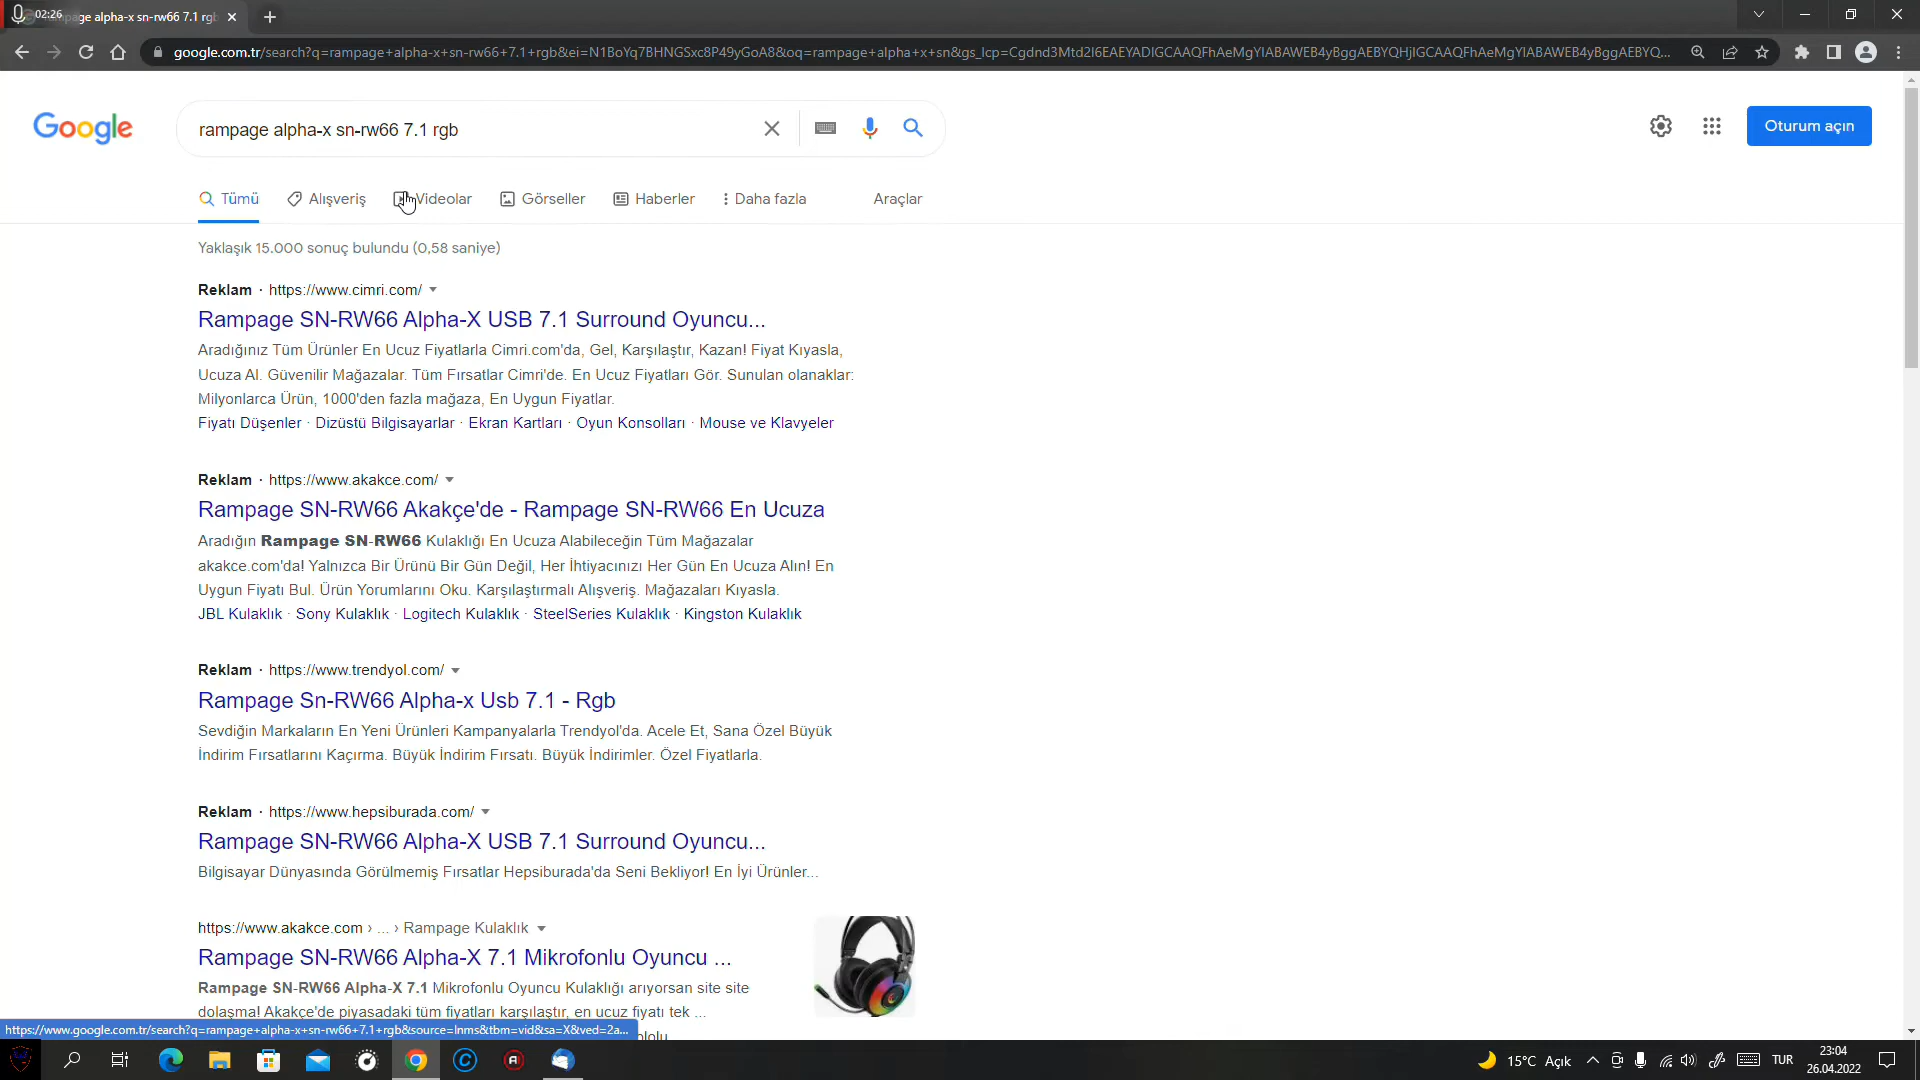 02:26
ge alpha-x sn-rw66 7.1 rgb
google.com.tr/search?q=rampage+alpha-x+sn-rw66+7.1+rgb&ei=N1BoYq7BHNGSxc8P49yGoA8&oq=rampage+alpha+x+sn&gs_lcp=Cgdnd3Mtd2l6EAEYADIGCAAQFhAeMgYIABAWEB4yBggAEBYQHjIGCAAQFhAeMgYIABAWEB4yBggAEBYQ...
Google
rampage alpha-x sn-rw66 7.1 rgb
Oturum açın
Tümü
Alışveriş
Videolar
Görseller
Haberler
Daha fazla
Araçlar
Yaklaşık 15.000 sonuç bulundu (0,58 saniye)
Reklam · https://www.cimri.com/
Rampage SN-RW66 Alpha-X USB 7.1 Surround Oyuncu...
Aradığınız Tüm Ürünler En Ucuz Fiyatlarla Cimri.com'da, Gel, Karşılaştır, Kazan! Fiyat Kıyasla,
Ucuza Al. Güvenilir Mağazalar. Tüm Fırsatlar Cimri'de. En Ucuz Fiyatları Gör. Sunulan olanaklar:
Milyonlarca Ürün, 1000'den fazla mağaza, En Uygun Fiyatlar.
Fiyatı Düşenler · Dizüstü Bilgisayarlar · Ekran Kartları · Oyun Konsolları · Mouse ve Klavyeler
Reklam · https://www.akakce.com/
Rampage SN-RW66 Akakçe'de - Rampage SN-RW66 En Ucuza
Aradığın Rampage SN-RW66 Kulaklığı En Ucuza Alabileceğin Tüm Mağazalar
akakce.com'da! Yalnızca Bir Ürünü Bir Gün Değil, Her İhtiyacınızı Her Gün En Ucuza Alın! En
Uygun Fiyatı Bul. Ürün Yorumlarını Oku. Karşılaştırmalı Alışveriş. Mağazaları Kıyasla.
JBL Kulaklık · Sony Kulaklık · Logitech Kulaklık · SteelSeries Kulaklık · Kingston Kulaklık
Reklam · https://www.trendyol.com/
Rampage Sn-RW66 Alpha-x Usb 7.1 - Rgb
Sevdiğin Markaların En Yeni Ürünleri Kampanyalarla Trendyol'da. Acele Et, Sana Özel Büyük
İndirim Fırsatlarını Kaçırma. Büyük İndirim Fırsatı. Büyük İndirimler. Özel Fiyatlarla.
Reklam · https://www.hepsiburada.com/
Rampage SN-RW66 Alpha-X USB 7.1 Surround Oyuncu...
Bilgisayar Dünyasında Görülmemiş Fırsatlar Hepsiburada'da Seni Bekliyor! En İyi Ürünler...
https://www.akakce.com › ... › Rampage Kulaklık
Rampage SN-RW66 Alpha-X 7.1 Mikrofonlu Oyuncu ...
Rampage SN-RW66 Alpha-X 7.1 Mikrofonlu Oyuncu Kulaklığı arıyorsan site site
dolaşma! Akakçe'de piyasadaki tüm fiyatları karşılaştır, en ucuz fiyatı tek ...
https://www.google.com.tr/search?q=rampage+alpha-x+sn-rw66+7.1+rgb&source=lnms&tbm=vid&sa=X&ved=2a...
15°C Açık
TUR
23:04
26.04.2022